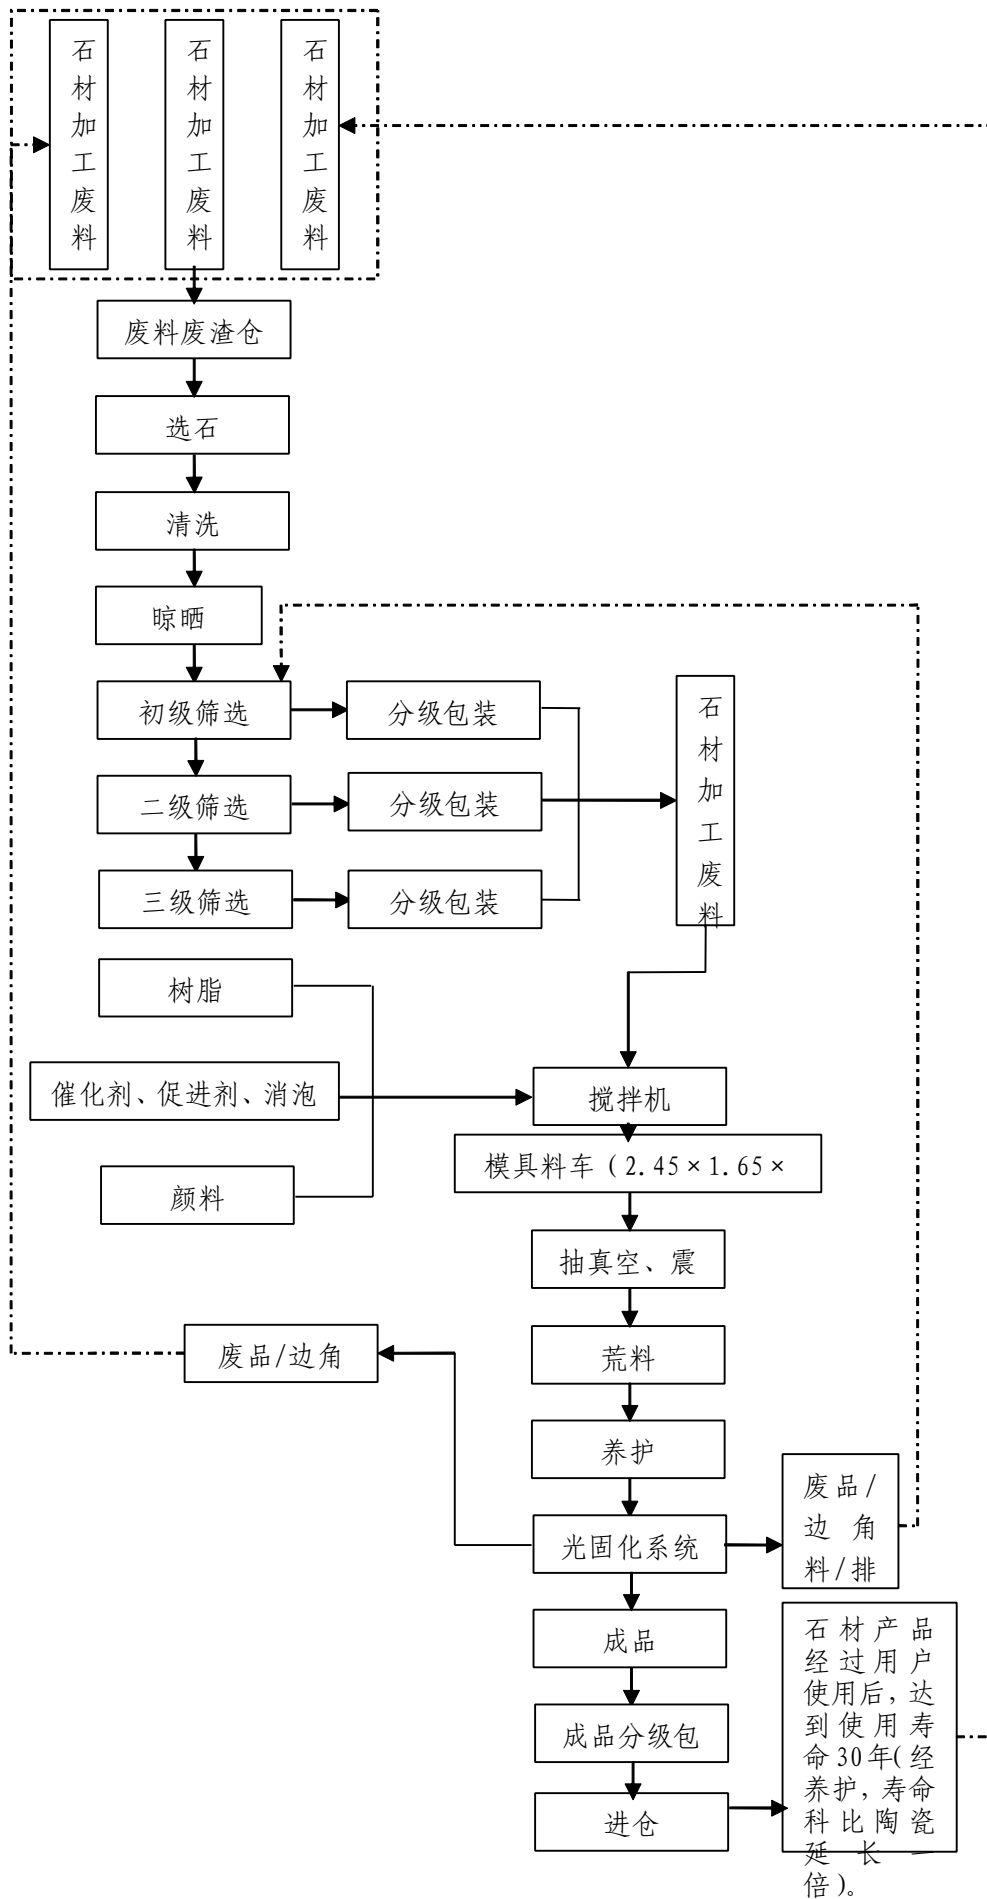 石材加工废料
石材加工废料
石材加工废料
废料废渣仓
选石
清洗
晾晒
初级筛选
分级包装
二级筛选
分级包装
三级筛选
分级包装
石材加工废料
树脂
催化剂、促进剂、消泡
颜料
搅拌机
模具料车（2.45×1.65×
抽真空、震
荒料
废品/边角
养护
光固化系统
废品/
边角
料/排
成品
成品分级包
进仓
石材产品
经过用户
使用后，达
到使用寿
命30年(经
养护，寿命
科比陶瓷
延长一
倍)。